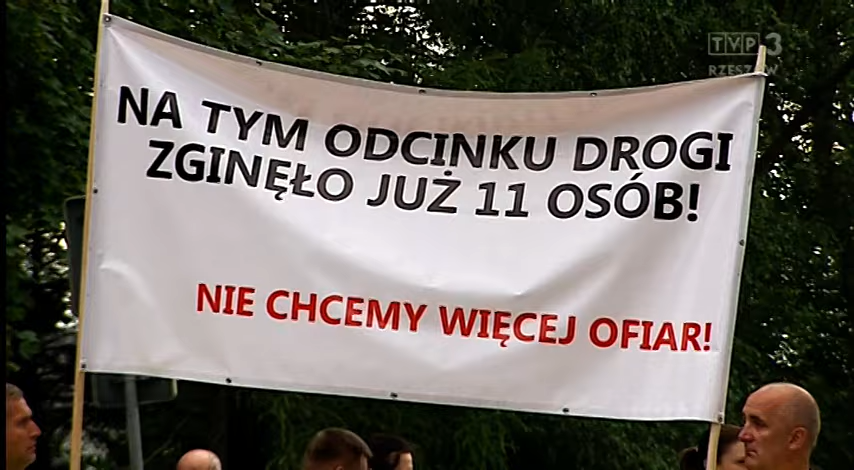 TVP3
RZESZÓW
NA TYM ODCINKU DROGI
ZGINĘŁO JUŻ 11 OSÓB!
NIE CHCEMY WIĘCEJ OFIAR!